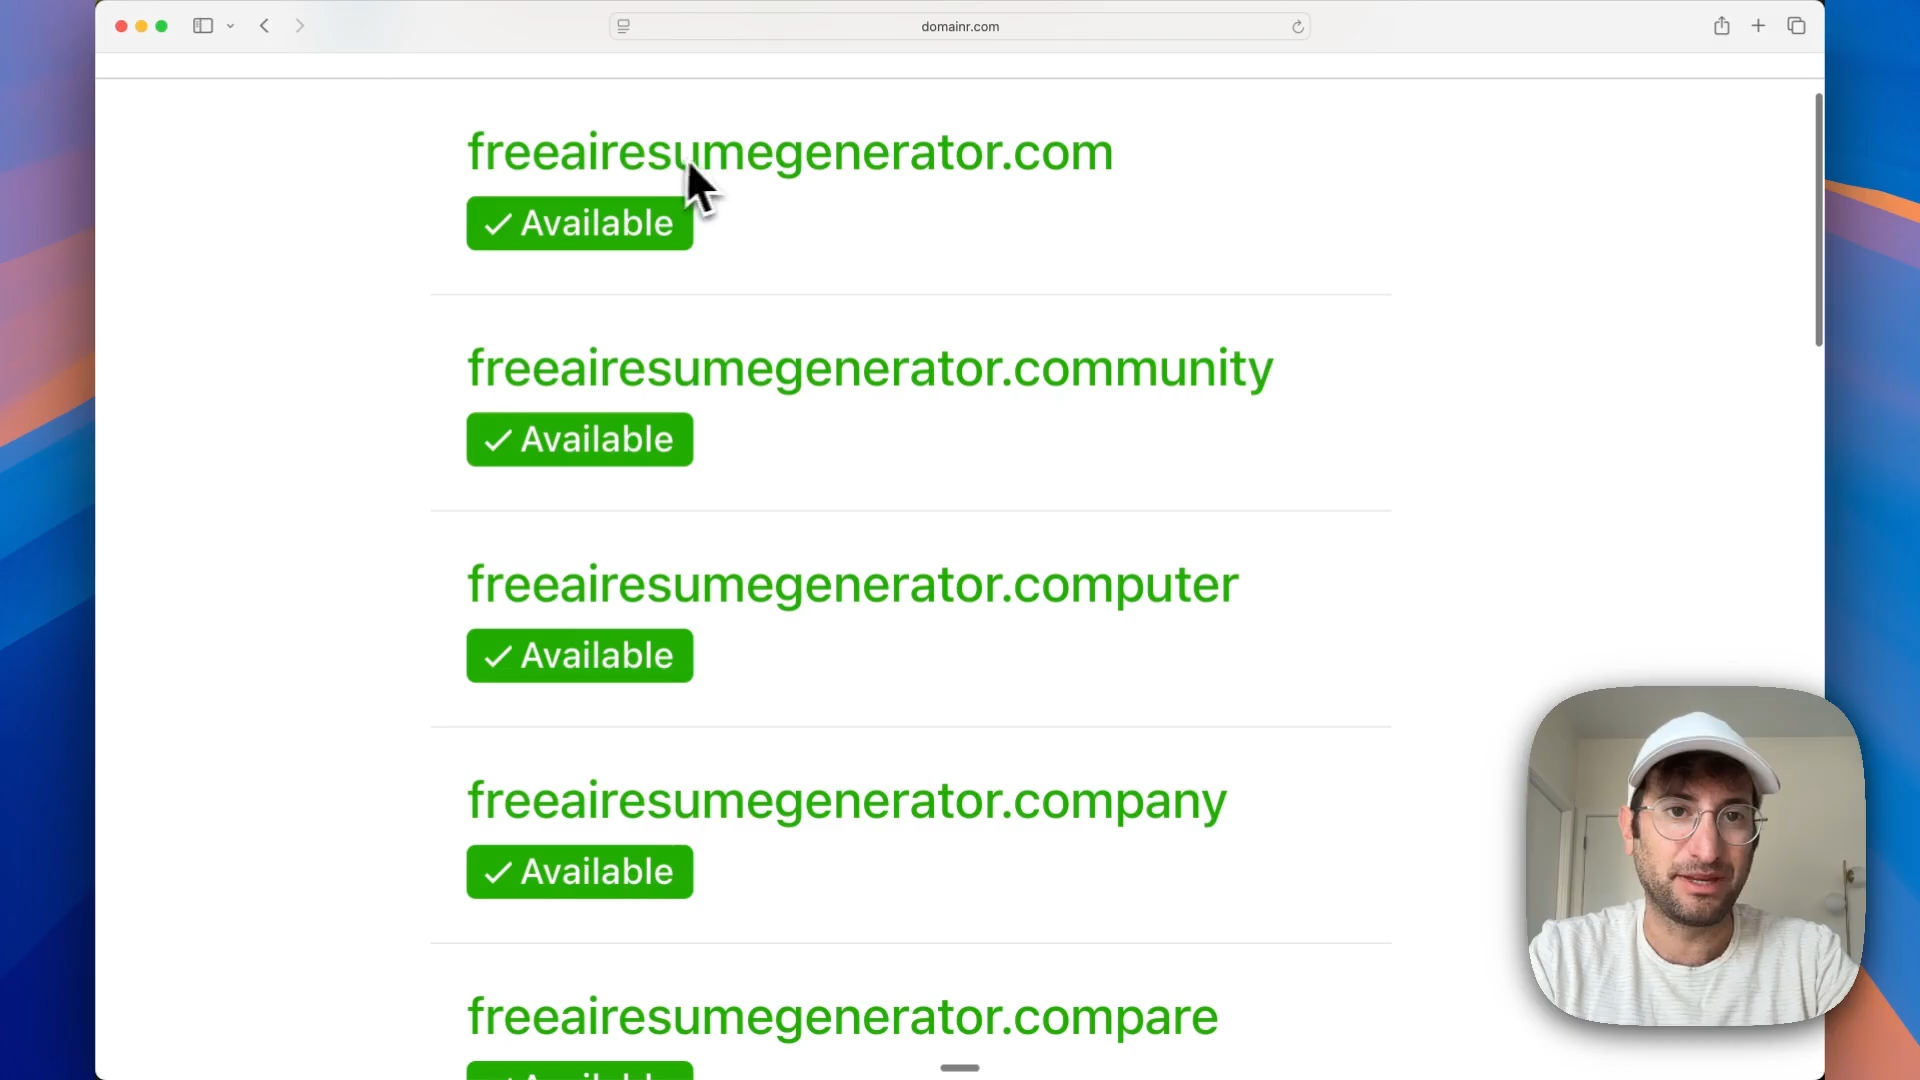 domainr.com
freeairesumegenerator.com
✓ Available
freeairesumegenerator.community
✓ Available
freeairesumegenerator.computer
✓ Available
freeairesumegenerator.company
✓ Available
freeairesumegenerator.compare